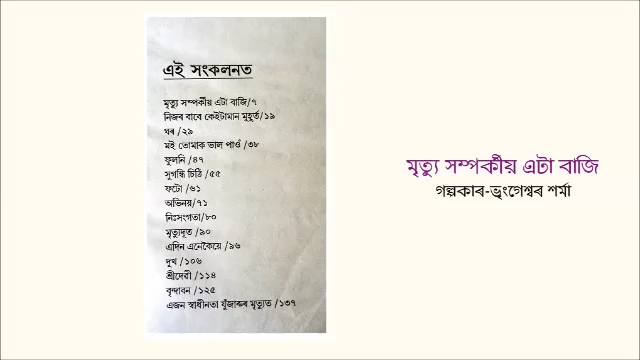 এই সংকলনত
মৃত্যু সম্পৰ্কীয় এটা বাজি/৭
নিজৰ বাবে কেইটামান মুহূৰ্ত/১৯
ঘৰ /২৯
মই তোমাক ভাল পাওঁ /৩৮
ফুলনি /৪৭
সুগন্ধি চিঠি /৫৫
ফটো /৬১
অভিনয় /৭১
নিঃসংগতা/৮০
মৃত্যুদূত /৯০
এদিন এনেকৈয়ে /৯৬
দুখ /১০৬
শ্ৰীদেৱী /১১৪
বৃন্দাবন /১২৫
এজন স্বাধীনতা যুঁজাৰুৰ মৃত্যুত /১৩৭
মৃত্যু সম্পৰ্কীয় এটা বাজি
গল্পকাৰ-ভৃংগেশ্বৰ শৰ্মা